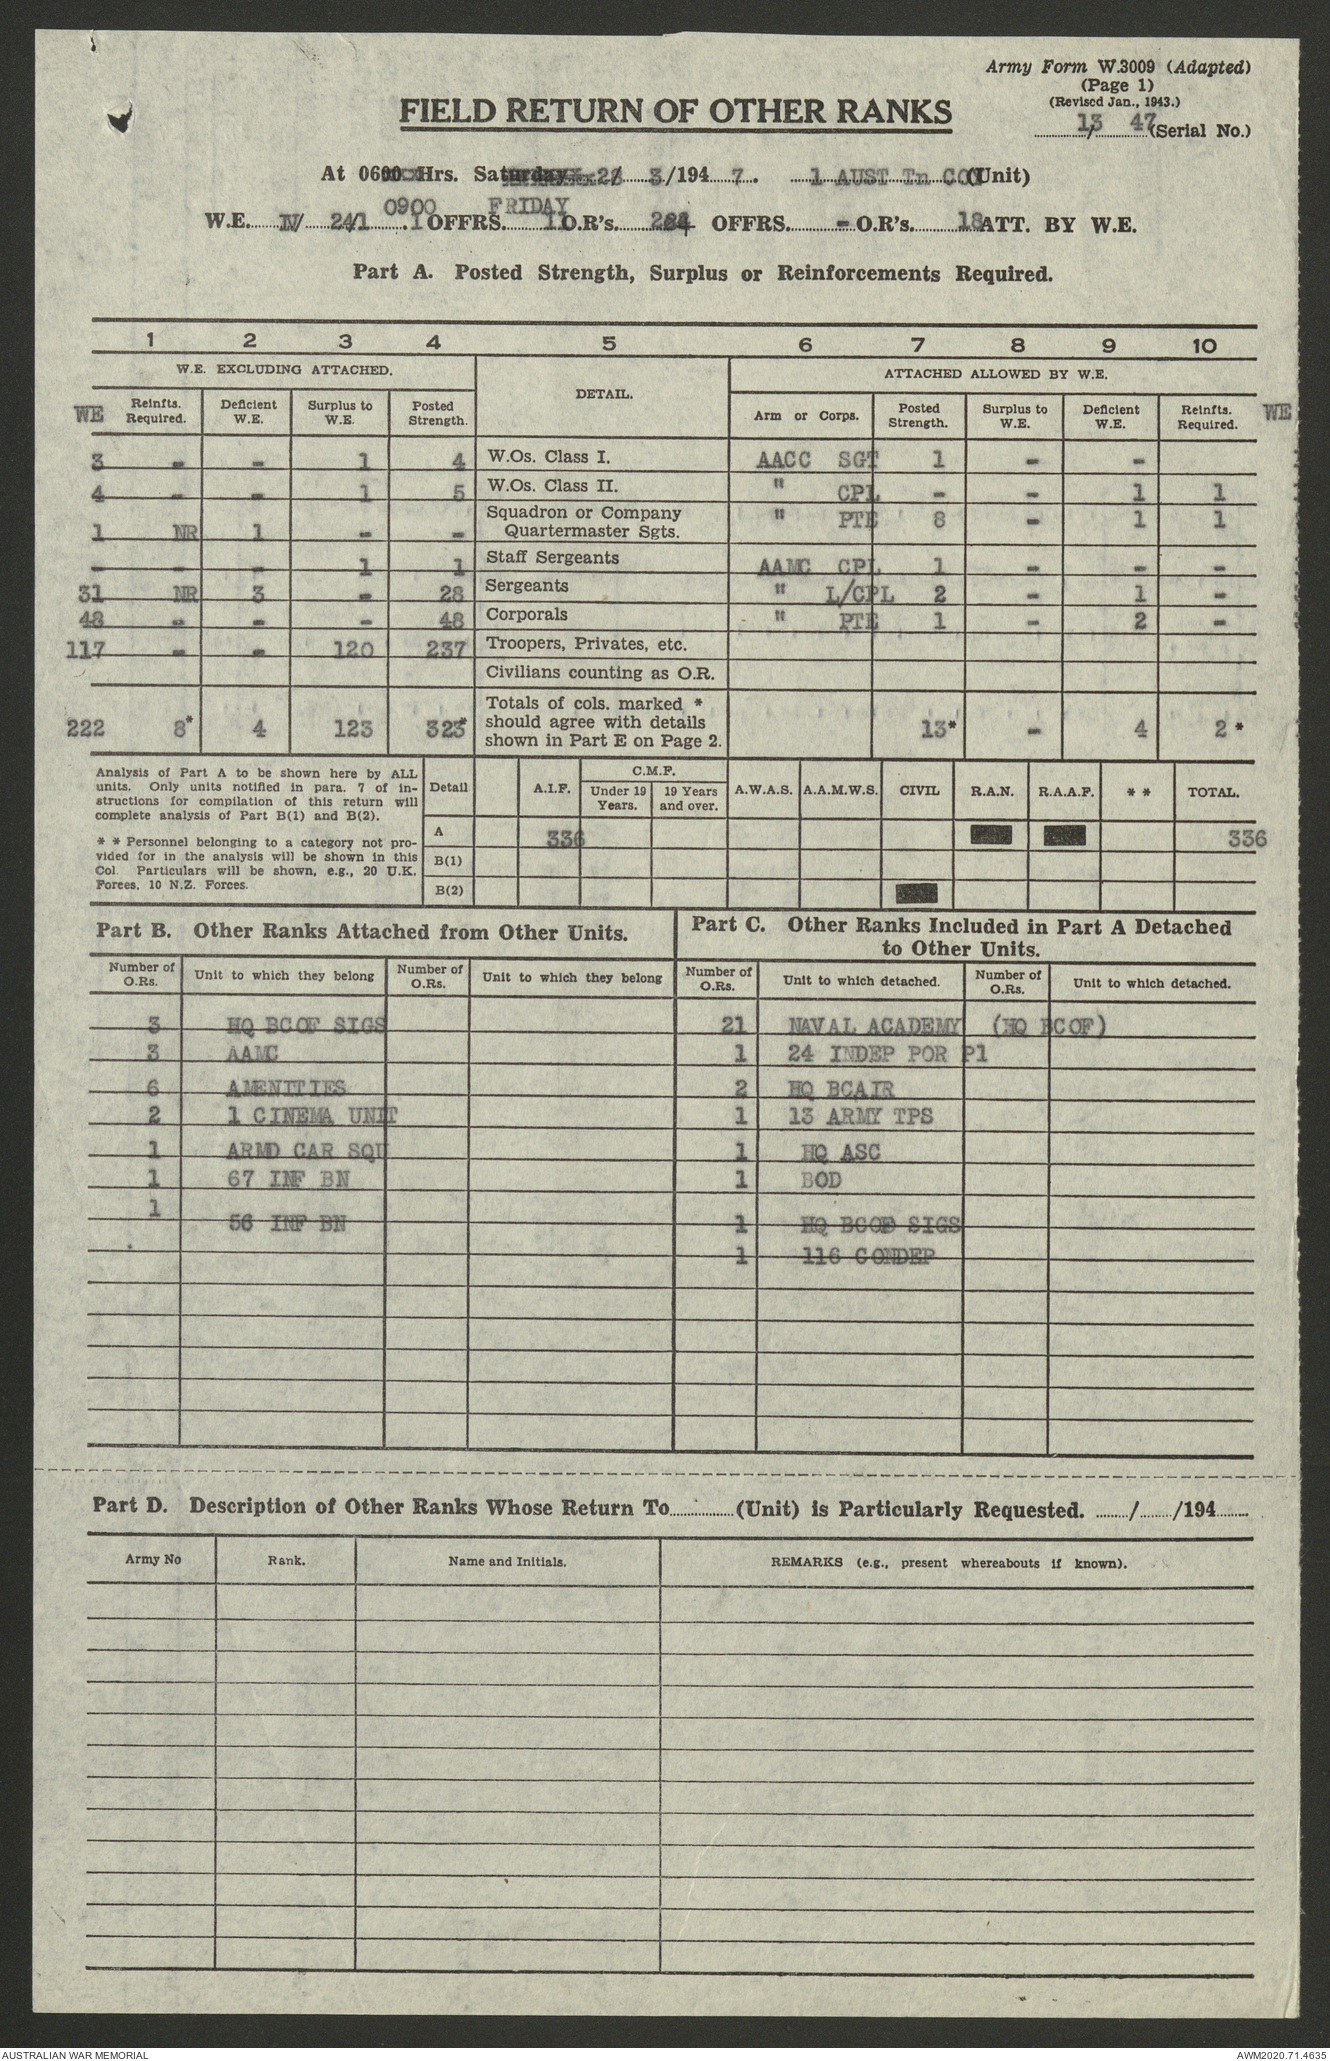 Army Form W.3009 (Adapted)
(Page 1)
(Revised Jan., 1943.)
FIELD RETURN OF OTHER RANKS
13/47 (Serial No.)
At 0600 Hrs. Saturday 28/3/1947. 1 AUST Tn COY (Unit)
0900 FRIDAY
W.E. IV/241/1 OFFRS. 11 O.R's. OFFRS. - O.R's. 18 ATT. BY W.E.
Part A. Posted Strength, Surplus or Reinforcements Required.
1 2 3 4 5 6 7 8 9 10
W.E. EXCLUDING ATTACHED. DETAIL. ATTACHED ALLOWED BY W.E.
WE Reinfts. Required. Deficient W.E. Surplus to W.E. Posted Strength. Arm or Corps. Posted Strength. Surplus to W.E. Deficient W.E. Reinfts. Required. WE
3 - - 1 4 W.Os. Class I. AACC SGT 1 - -
4 - - 1 5 W.Os. Class II. " CPL - - 1 1
1 NR 1 - - Squadron or Company Quartermaster Sgts. " PTE 8 - 1 1
- - - 1 1 Staff Sergeants AAMC CPL 1 - - -
31 NR 3 - 28 Sergeants " L/CPL 2 - 1 -
48 - - - 48 Corporals " PTE 1 - 2 -
117 - - 120 237 Troopers, Privates, etc.
Civilians counting as O.R.
222 8* 4 123 323* Totals of cols. marked * should agree with details shown in Part E on Page 2. 13* - 4 2*
Analysis of Part A to be shown here by ALL
units. Only units notified in para. 7 of in-
structions for compilation of this return will
complete analysis of Part B(1) and B(2).
* * Personnel belonging to a category not pro-
vided for in the analysis will be shown in this
Col. Particulars will be shown, e.g., 20 U.K.
Forces, 10 N.Z. Forces.
Detail A.I.F. C.M.F. Under 19 Years. 19 Years and over. A.W.A.S. A.A.M.W.S. CIVIL R.A.N. R.A.A.F. * * TOTAL.
A 336 336
B(1)
B(2)
Part B. Other Ranks Attached from Other Units.
Number of O.Rs. Unit to which they belong Number of O.Rs. Unit to which they belong
3 HQ BCOF SIGS
3 AAMC
6 AMENITIES
2 1 CINEMA UNIT
1 ARMD CAR SQU
1 67 INF BN
1 56 INF BN
Part C. Other Ranks Included in Part A Detached
to Other Units.
Number of O.Rs. Unit to which detached. Number of O.Rs. Unit to which detached.
21 NAVAL ACADEMY (HQ BCOF)
1 24 INDEP POR Pl
2 HQ BCAIR
1 13 ARMY TPS
1 HQ ASC
1 BOD
1 HQ BCOF SIGS
1 116 CONDEP
Part D. Description of Other Ranks Whose Return To............(Unit) is Particularly Requested. ......./......./194.......
Army No Rank. Name and Initials. REMARKS (e.g., present whereabouts if known).
AUSTRALIAN WAR MEMORIAL AWM2020.71.4635